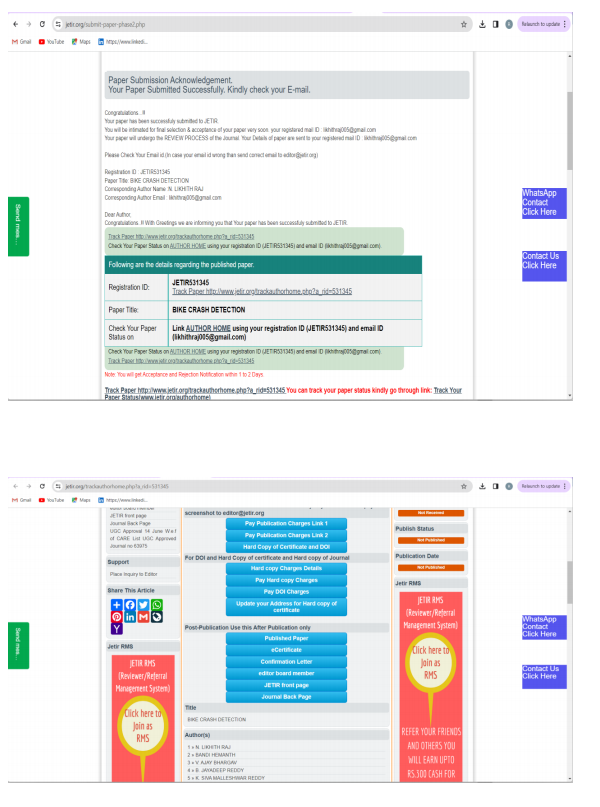 jetir.org/submit-paper-phase2.php
Relaunch to update
Gmail YouTube Maps https://www.linkedi...
Paper Submission Acknowledgement.
Your Paper Submitted Successfully. Kindly check your E-mail.
Congratulations ..!!
Your paper has been successfuly submitted to JETIR.
You will be intimated for final selection & acceptance of your paper very soon. your registered mail ID : likhithraj005@gmail.com
Your paper will undergo the REVIEW PROCESS of the Journal. Your Details of paper are sent to your registered mail ID : likhithraj005@gmail.com
Please Check Your Email id.(In case your email id wrong than send correct email to editor@jetir.org)
Registration ID : JETIR531345
Paper Title: BIKE CRASH DETECTION
Corresponding Author Name :N. LIKHITH RAJ
Corresponding Author Email : likhithraj005@gmail.com
Dear Author,
Congratulations. !! With Greetings we are informing you that Your paper has been successfuly submitted to JETIR.
Track Paper http://www.jetir.org/trackauthorhome.php?a_rid=531345
Check Your Paper Status on AUTHOR HOME using your registration ID (JETIR531345) and email ID (likhithraj005@gmail.com)
Following are the details regarding the published paper.
Registration ID: JETIR531345
Track Paper http://www.jetir.org/trackauthorhome.php?a_rid=531345
Paper Title: BIKE CRASH DETECTION
Check Your Paper Status on Link AUTHOR HOME using your registration ID (JETIR531345) and email ID (likhithraj005@gmail.com)
Check Your Paper Status on AUTHOR HOME using your registration ID (JETIR531345) and email ID (likhithraj005@gmail.com)
Track Paper http://www.jetir.org/trackauthorhome.php?a_rid=531345
Note: You will get Acceptance and Rejection Notification within 1 to 2 Days
Track Paper http://www.jetir.org/trackauthorhome.php?a_rid=531345 You can track your paper status kindly go through link: Track Your
Paper Status(www.jetir.org/authorhome)
Send mes...
WhatsApp
Contact
Click Here
Contact Us
Click Here
jetir.org/trackauthorhome.php?a_rid=531345
Relaunch to update
Gmail YouTube Maps https://www.linkedi...
editor board member
JETIR front page
Journal Back Page
UGC Approval 14 June W.e.f
of CARE List UGC Approved
Journal no 63975
Support
Place Inquiry to Editor
Share This Article
Jetir RMS
JETIR RMS
(Reviewer/Referral
Management System)
Click here to
Join as
RMS
screenshot to editor@jetir.org
Pay Publication Charges Link 1
Pay Publication Charges Link 2
Hard Copy of Certificate and DOI
For DOI and Hard Copy of certificate and Hard copy of Journal
Hard copy Charges Details
Pay Hard copy Charges
Pay DOI Charges
Update your Address for Hard copy of
certificate
Post-Publication Use this After Publication only
Published Paper
eCertificate
Confirmation Letter
editor board member
JETIR front page
Journal Back Page
Title
BIKE CRASH DETECTION
Author(s)
1 » N. LIKHITH RAJ
2 » BANDI HEMANTH
3 » V. AJAY BHARGAV
4 » B. JAYADEEP REDDY
5 » K. SIVA MALLESHWAR REDDY
Not Received
Publish Status
Not Published
Publication Date
Not Published
Jetir RMS
JETIR RMS
(Reviewer/Referral
Management System)
Click here to
Join as
RMS
REFER YOUR FRIENDS
AND OTHERS YOU
WILL EARN UPTO
RS.500 CASH FOR
Send mes...
WhatsApp
Contact
Click Here
Contact Us
Click Here